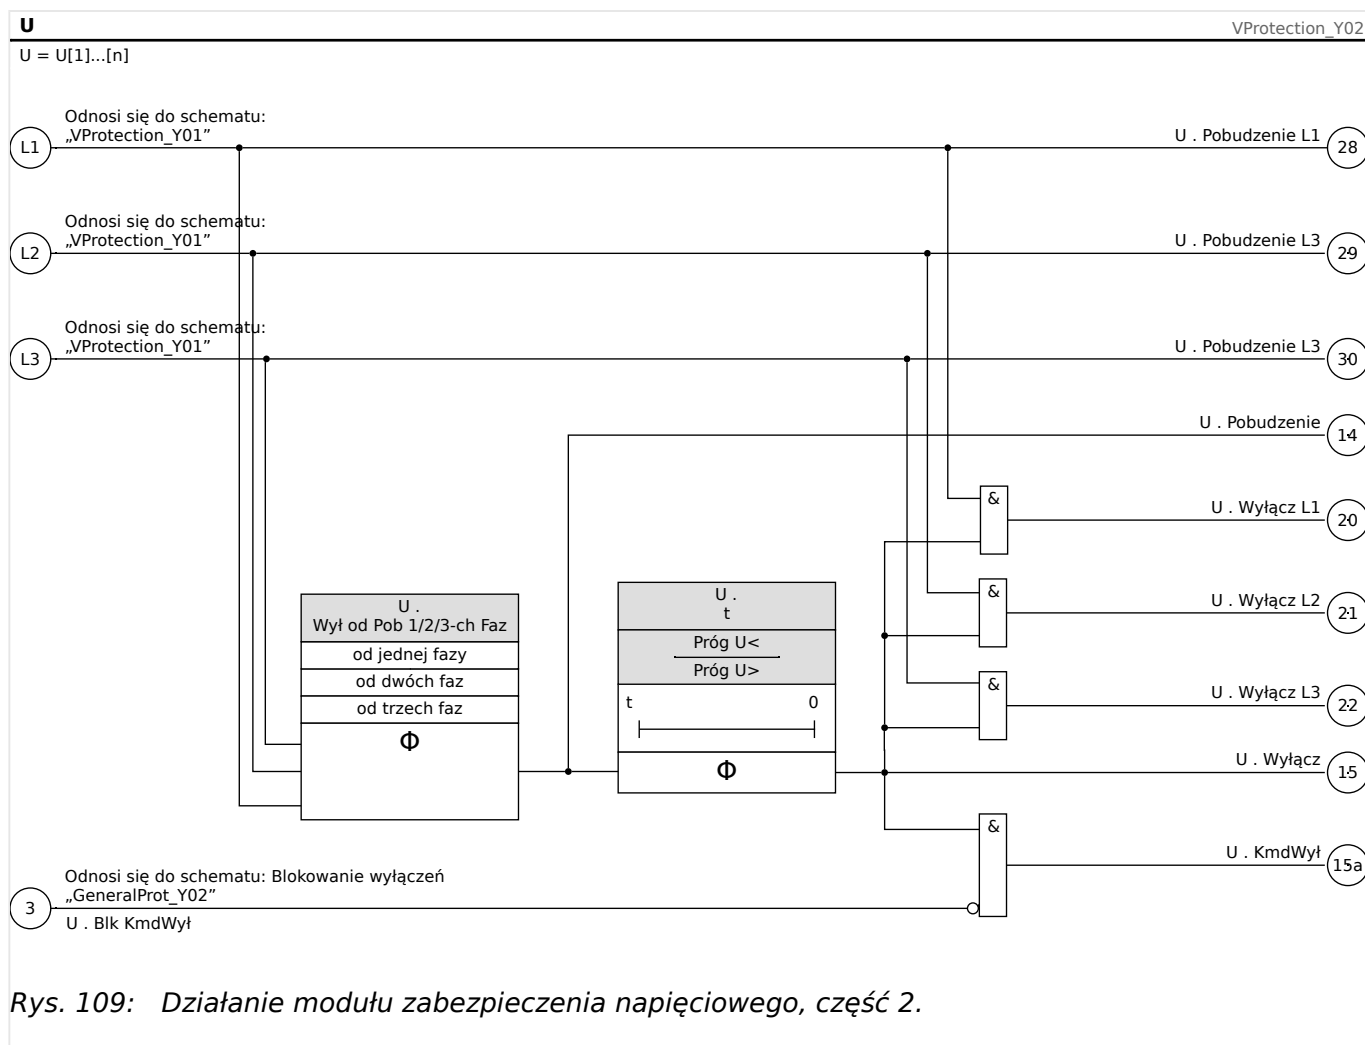 U
VProtection_Y02
U = U[1]...[n]
Odnosi się do schematu:
„VProtection_Y01”
L1
U . Pobudzenie L1
28
Odnosi się do schematu:
„VProtection_Y01”
L2
U . Pobudzenie L3
29
Odnosi się do schematu:
„VProtection_Y01”
L3
U . Pobudzenie L3
30
U . Pobudzenie
14
&
U . Wyłącz L1
20
&
U . Wyłącz L2
21
&
U . Wyłącz L3
22
U .
Wył od Pob 1/2/3-ch Faz
od jednej fazy
od dwóch faz
od trzech faz
Φ
U .
t
Próg U<
Próg U>
t 0
Φ
U . Wyłącz
15
&
U . KmdWył
15a
Odnosi się do schematu: Blokowanie wyłączeń
„GeneralProt_Y02”
3
U . Blk KmdWył
Rys. 109: Działanie modułu zabezpieczenia napięciowego, część 2.